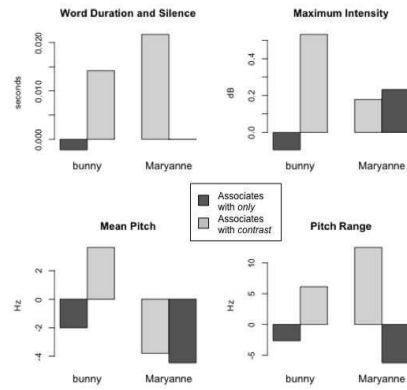 Word Duration and Silence
seconds
0.000
0.010
0.020
bunny
Maryanne
Maximum Intensity
dB
0.0
0.2
0.4
bunny
Maryanne
Associates
with only
Associates
with contrast
Mean Pitch
Hz
-4
-2
0
2
bunny
Maryanne
Pitch Range
Hz
-5
0
5
10
bunny
Maryanne